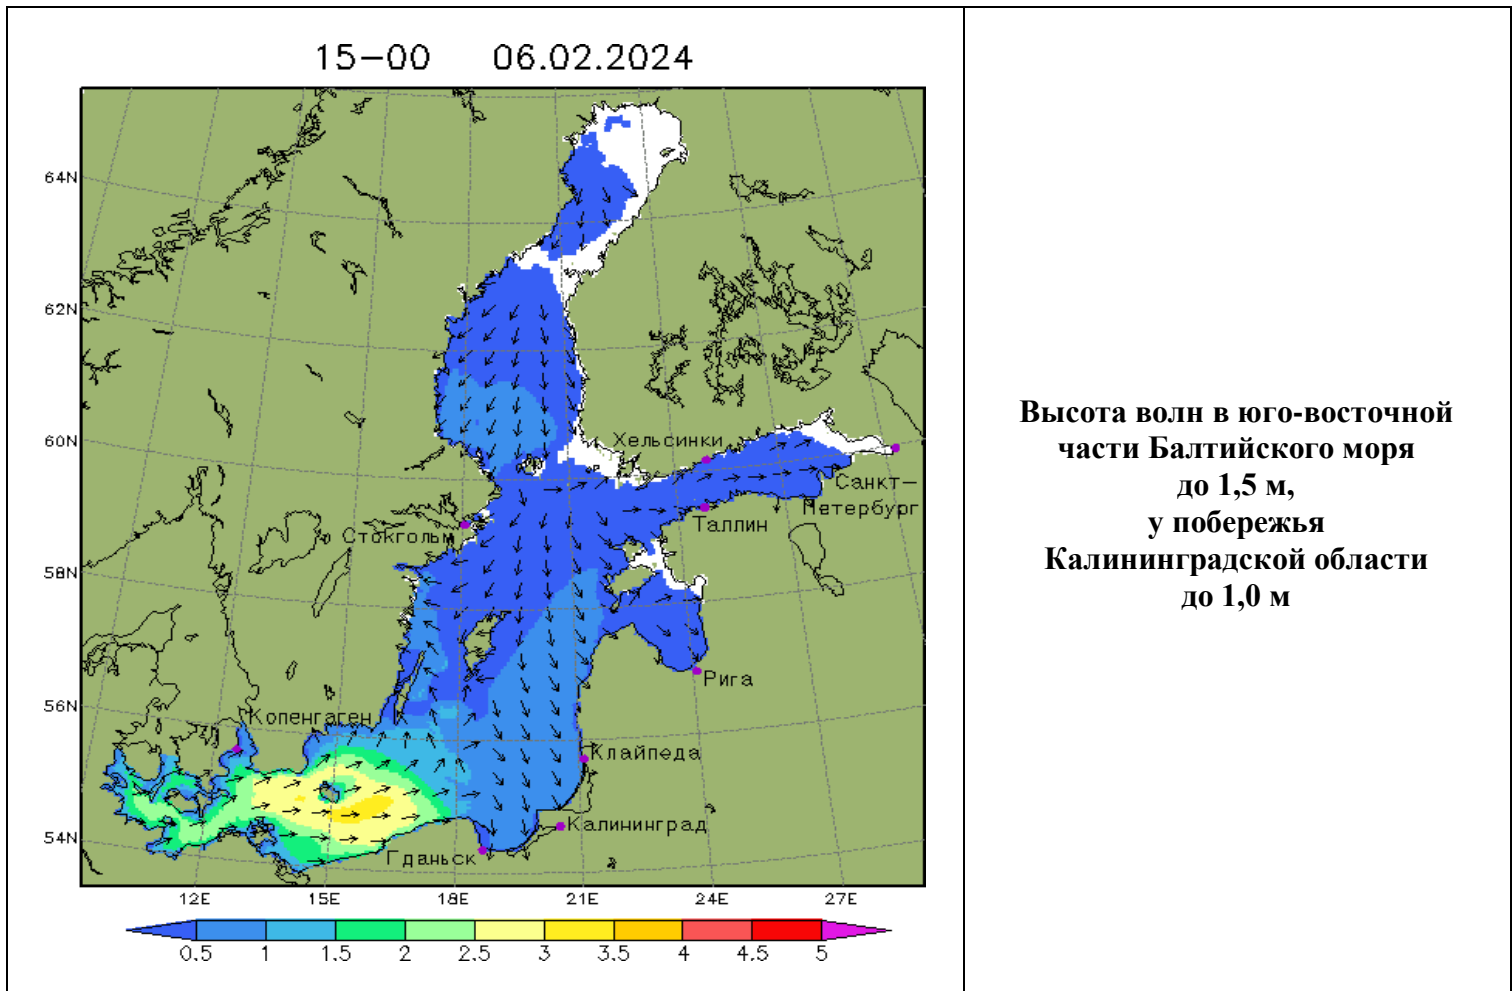 15-00 06.02.2024
64N
62N
60N
58N
56N
54N
Хельсинки
Санкт-
Петербург
Таллин
Стокгольм
Рига
Копенгаген
Клайпеда
Калининград
Гданьск
12E 15E 18E 21E 24E 27E
0.5 1 1.5 2 2.5 3 3.5 4 4.5 5
Высота волн в юго-восточной
части Балтийского моря
до 1,5 м,
у побережья
Калининградской области
до 1,0 м